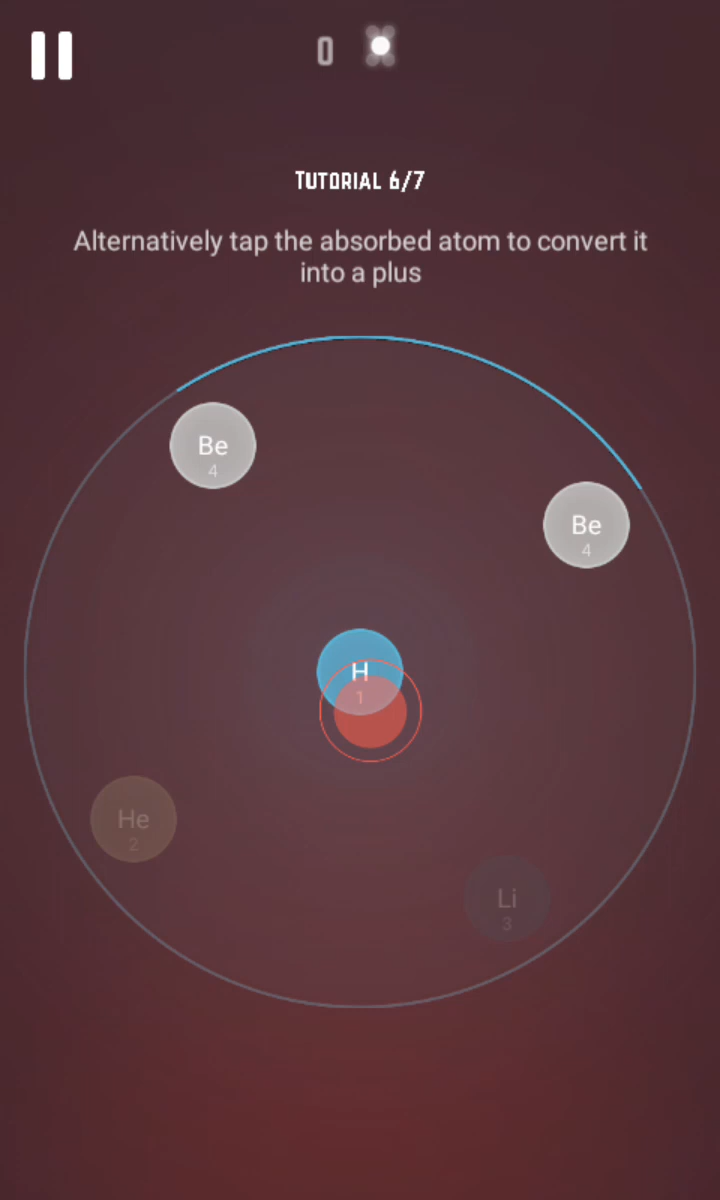 0
TUTORIAL 6/7
Alternatively tap the absorbed atom to convert it
into a plus
Be
4
Be
4
H
1
He
2
Li
3